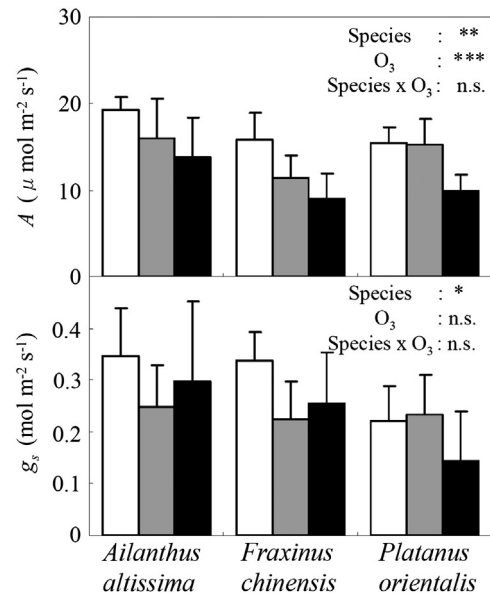 30
20
10
0
A ( μ mol m-2 s-1)
Species : **
O3 : ***
Species x O3 : n.s.
0.4
0.3
0.2
0.1
0
gs (mol m-2 s-1)
Species : *
O3 : n.s.
Species x O3 : n.s.
Ailanthus
altissima
Fraxinus
chinensis
Platanus
orientalis